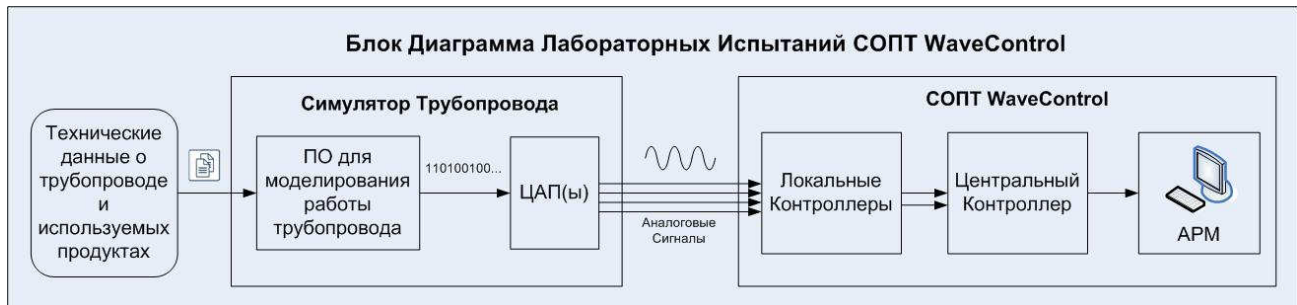 Блок Диаграмма Лабораторных Испытаний СОПТ WaveControl
Технические
данные о
трубопроводе
и
используемых
продуктах
Симулятор Трубопровода
ПО для
моделирования
работы
трубопровода
110100100...
ЦАП(ы)
Аналоговые
Сигналы
СОПТ WaveControl
Локальные
Контроллеры
Центральный
Контроллер
АРМ